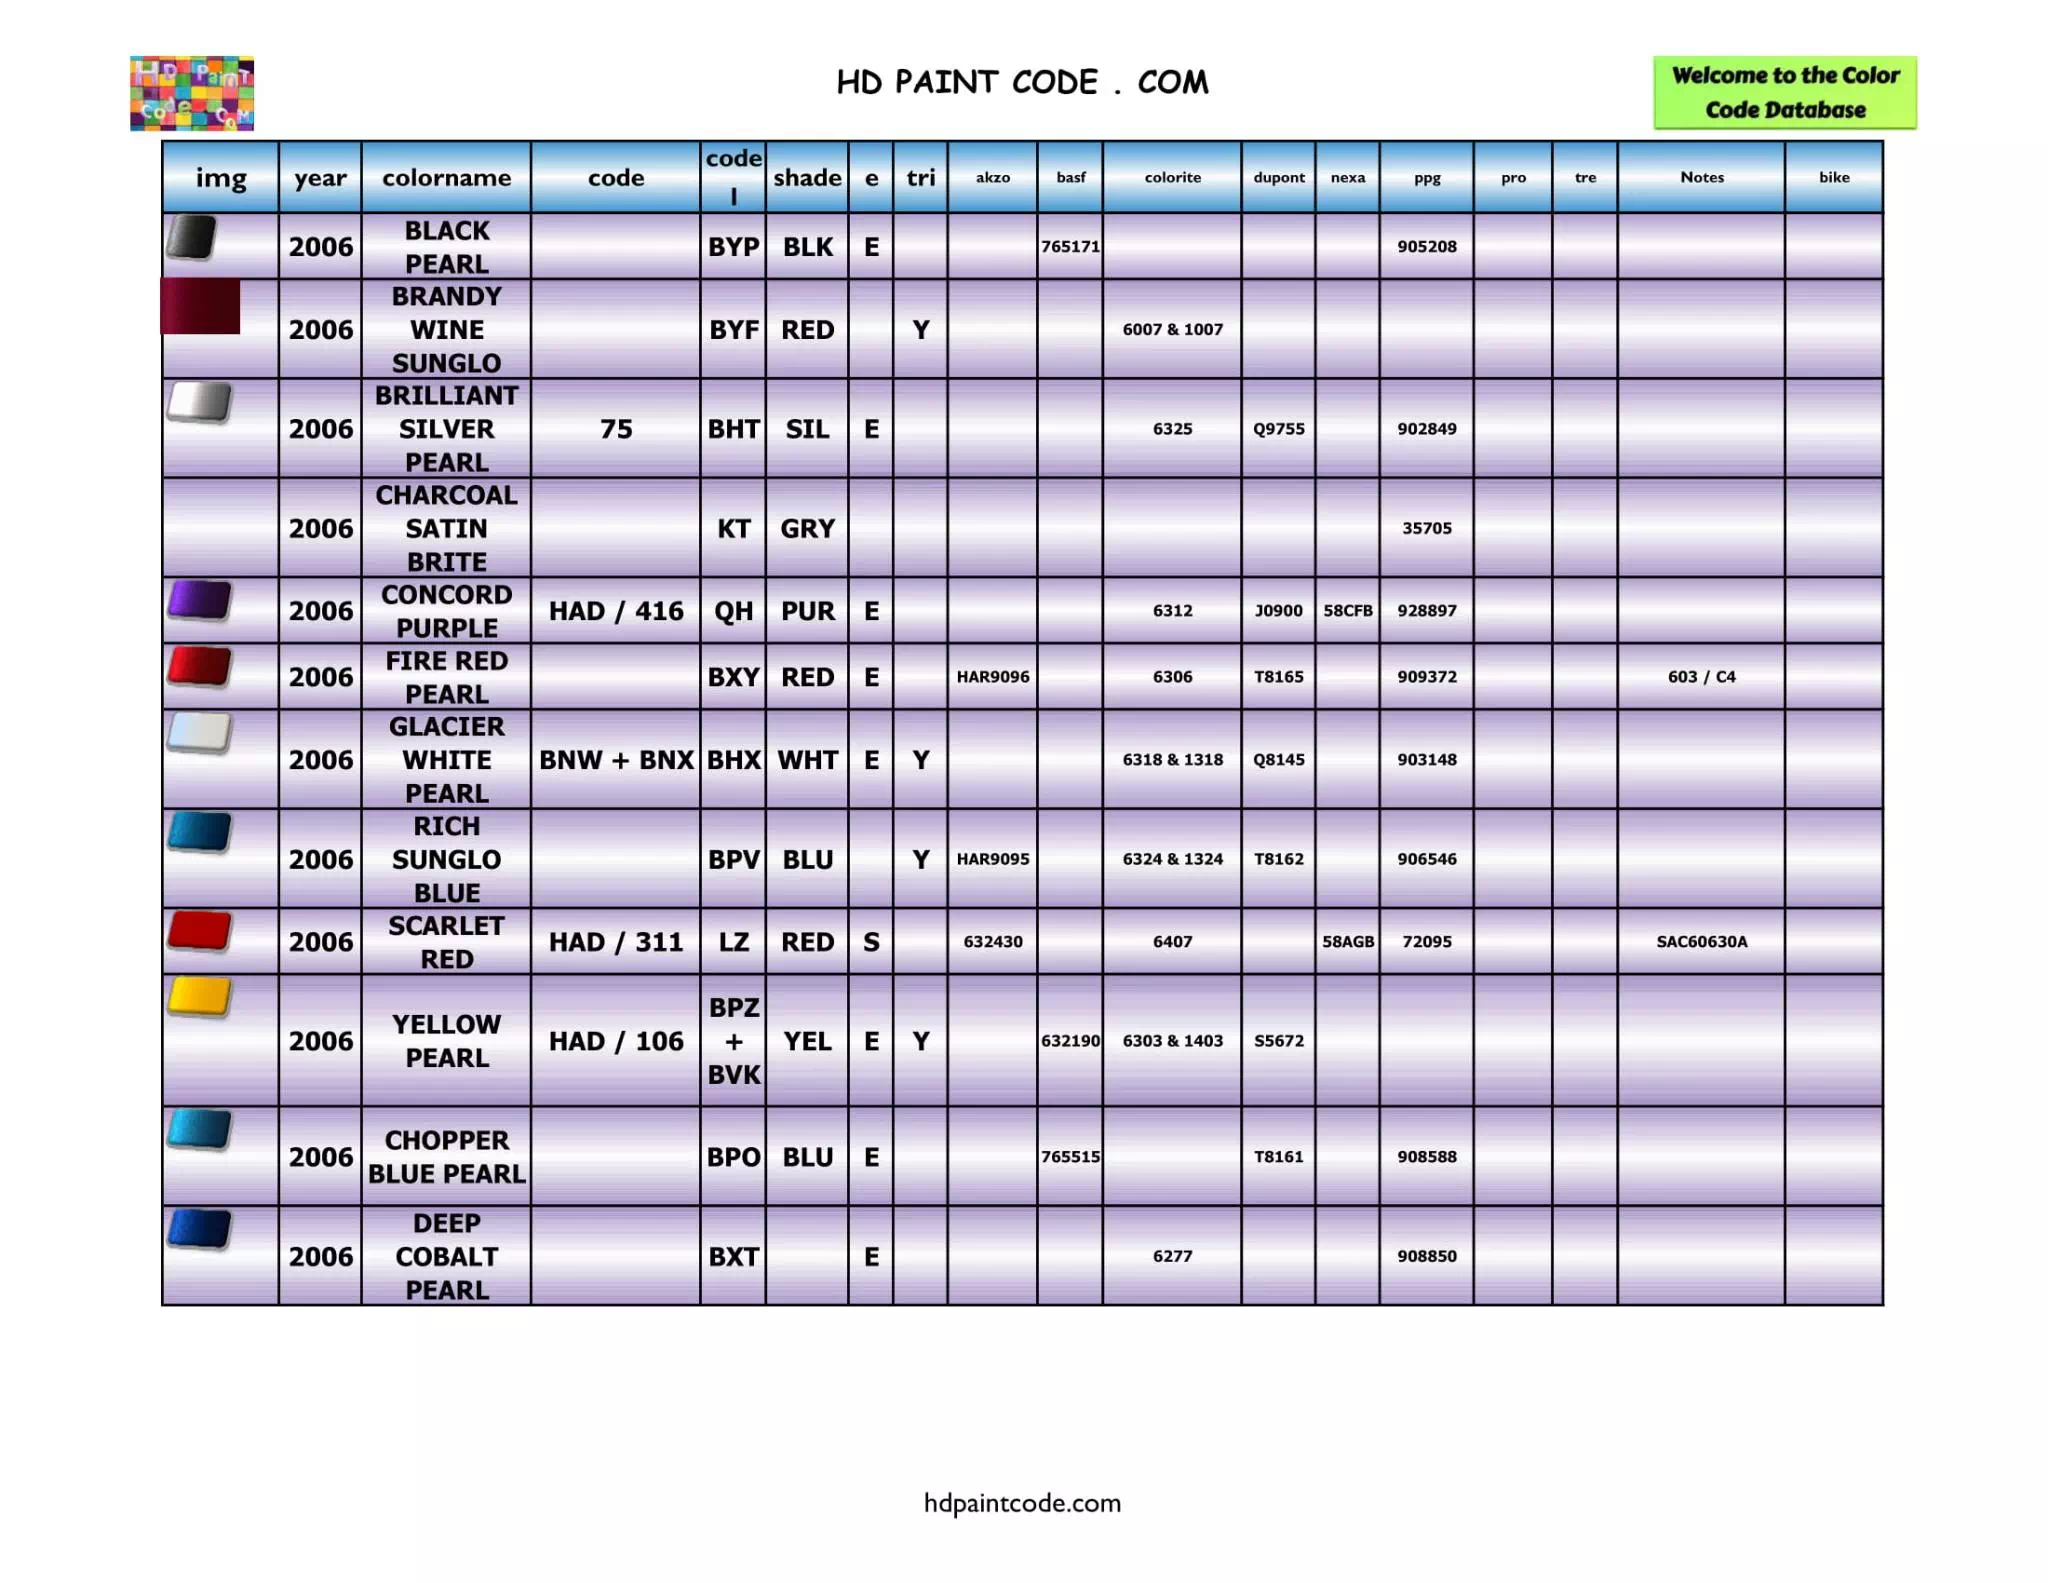 HD PainT
Code
COM
HD PAINT CODE . COM
Welcome to the Color
Code Database
img year colorname code code l shade e tri akzo basf colorite dupont nexa ppg pro tre Notes bike
2006 BLACK PEARL BYP BLK E 765171 905208
2006 BRANDY WINE SUNGLO BYF RED Y 6007 & 1007
2006 BRILLIANT SILVER PEARL 75 BHT SIL E 6325 Q9755 902849
2006 CHARCOAL SATIN BRITE KT GRY 35705
2006 CONCORD PURPLE HAD / 416 QH PUR E 6312 J0900 58CFB 928897
2006 FIRE RED PEARL BXY RED E HAR9096 6306 T8165 909372 603 / C4
2006 GLACIER WHITE PEARL BNW + BNX BHX WHT E Y 6318 & 1318 Q8145 903148
2006 RICH SUNGLO BLUE BPV BLU Y HAR9095 6324 & 1324 T8162 906546
2006 SCARLET RED HAD / 311 LZ RED S 632430 6407 58AGB 72095 SAC60630A
2006 YELLOW PEARL HAD / 106 BPZ + BVK YEL E Y 632190 6303 & 1403 S5672
2006 CHOPPER BLUE PEARL BPO BLU E 765515 T8161 908588
2006 DEEP COBALT PEARL BXT E 6277 908850
hdpaintcode.com